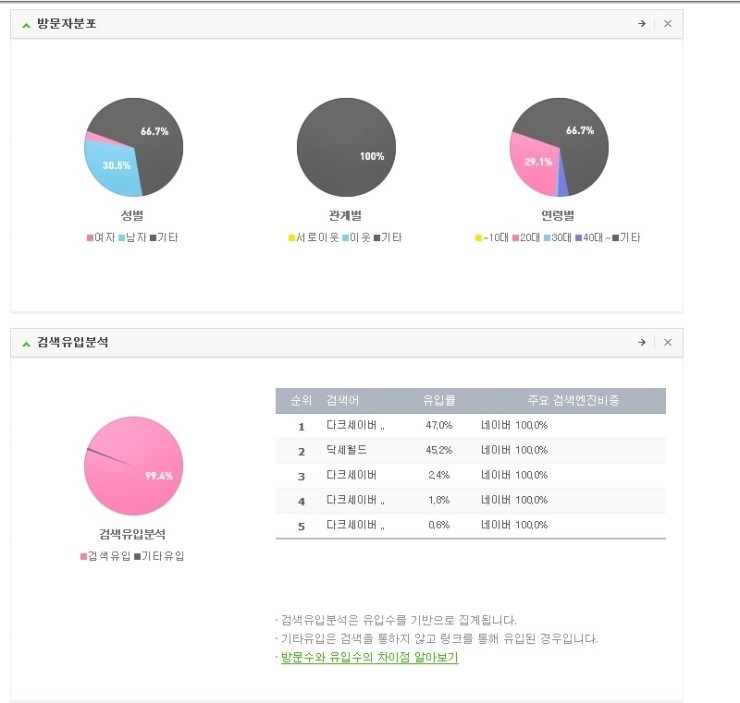 방문자분포
66.7%
30.5%
100%
66.7%
29.1%
성별
관계별
연령별
여자 남자 기타
서로이웃 이웃 기타
~10대 20대 30대 40대~ 기타
검색유입분석
순위 검색어 유입률 주요 검색엔진비중
1 다크세이버 .. 47,0% 네이버 100,0%
2 닥세월드 45,2% 네이버 100,0%
3 다크세이버 2,4% 네이버 100,0%
4 다크세이버 .. 1,8% 네이버 100,0%
5 다크세이버 .. 0,6% 네이버 100,0%
99.4%
검색유입분석
검색유입 기타유입
· 검색유입분석은 유입수를 기반으로 집계됩니다.
· 기타유입은 검색을 통하지 않고 링크를 통해 유입된 경우입니다.
· 방문수와 유입수의 차이점 알아보기